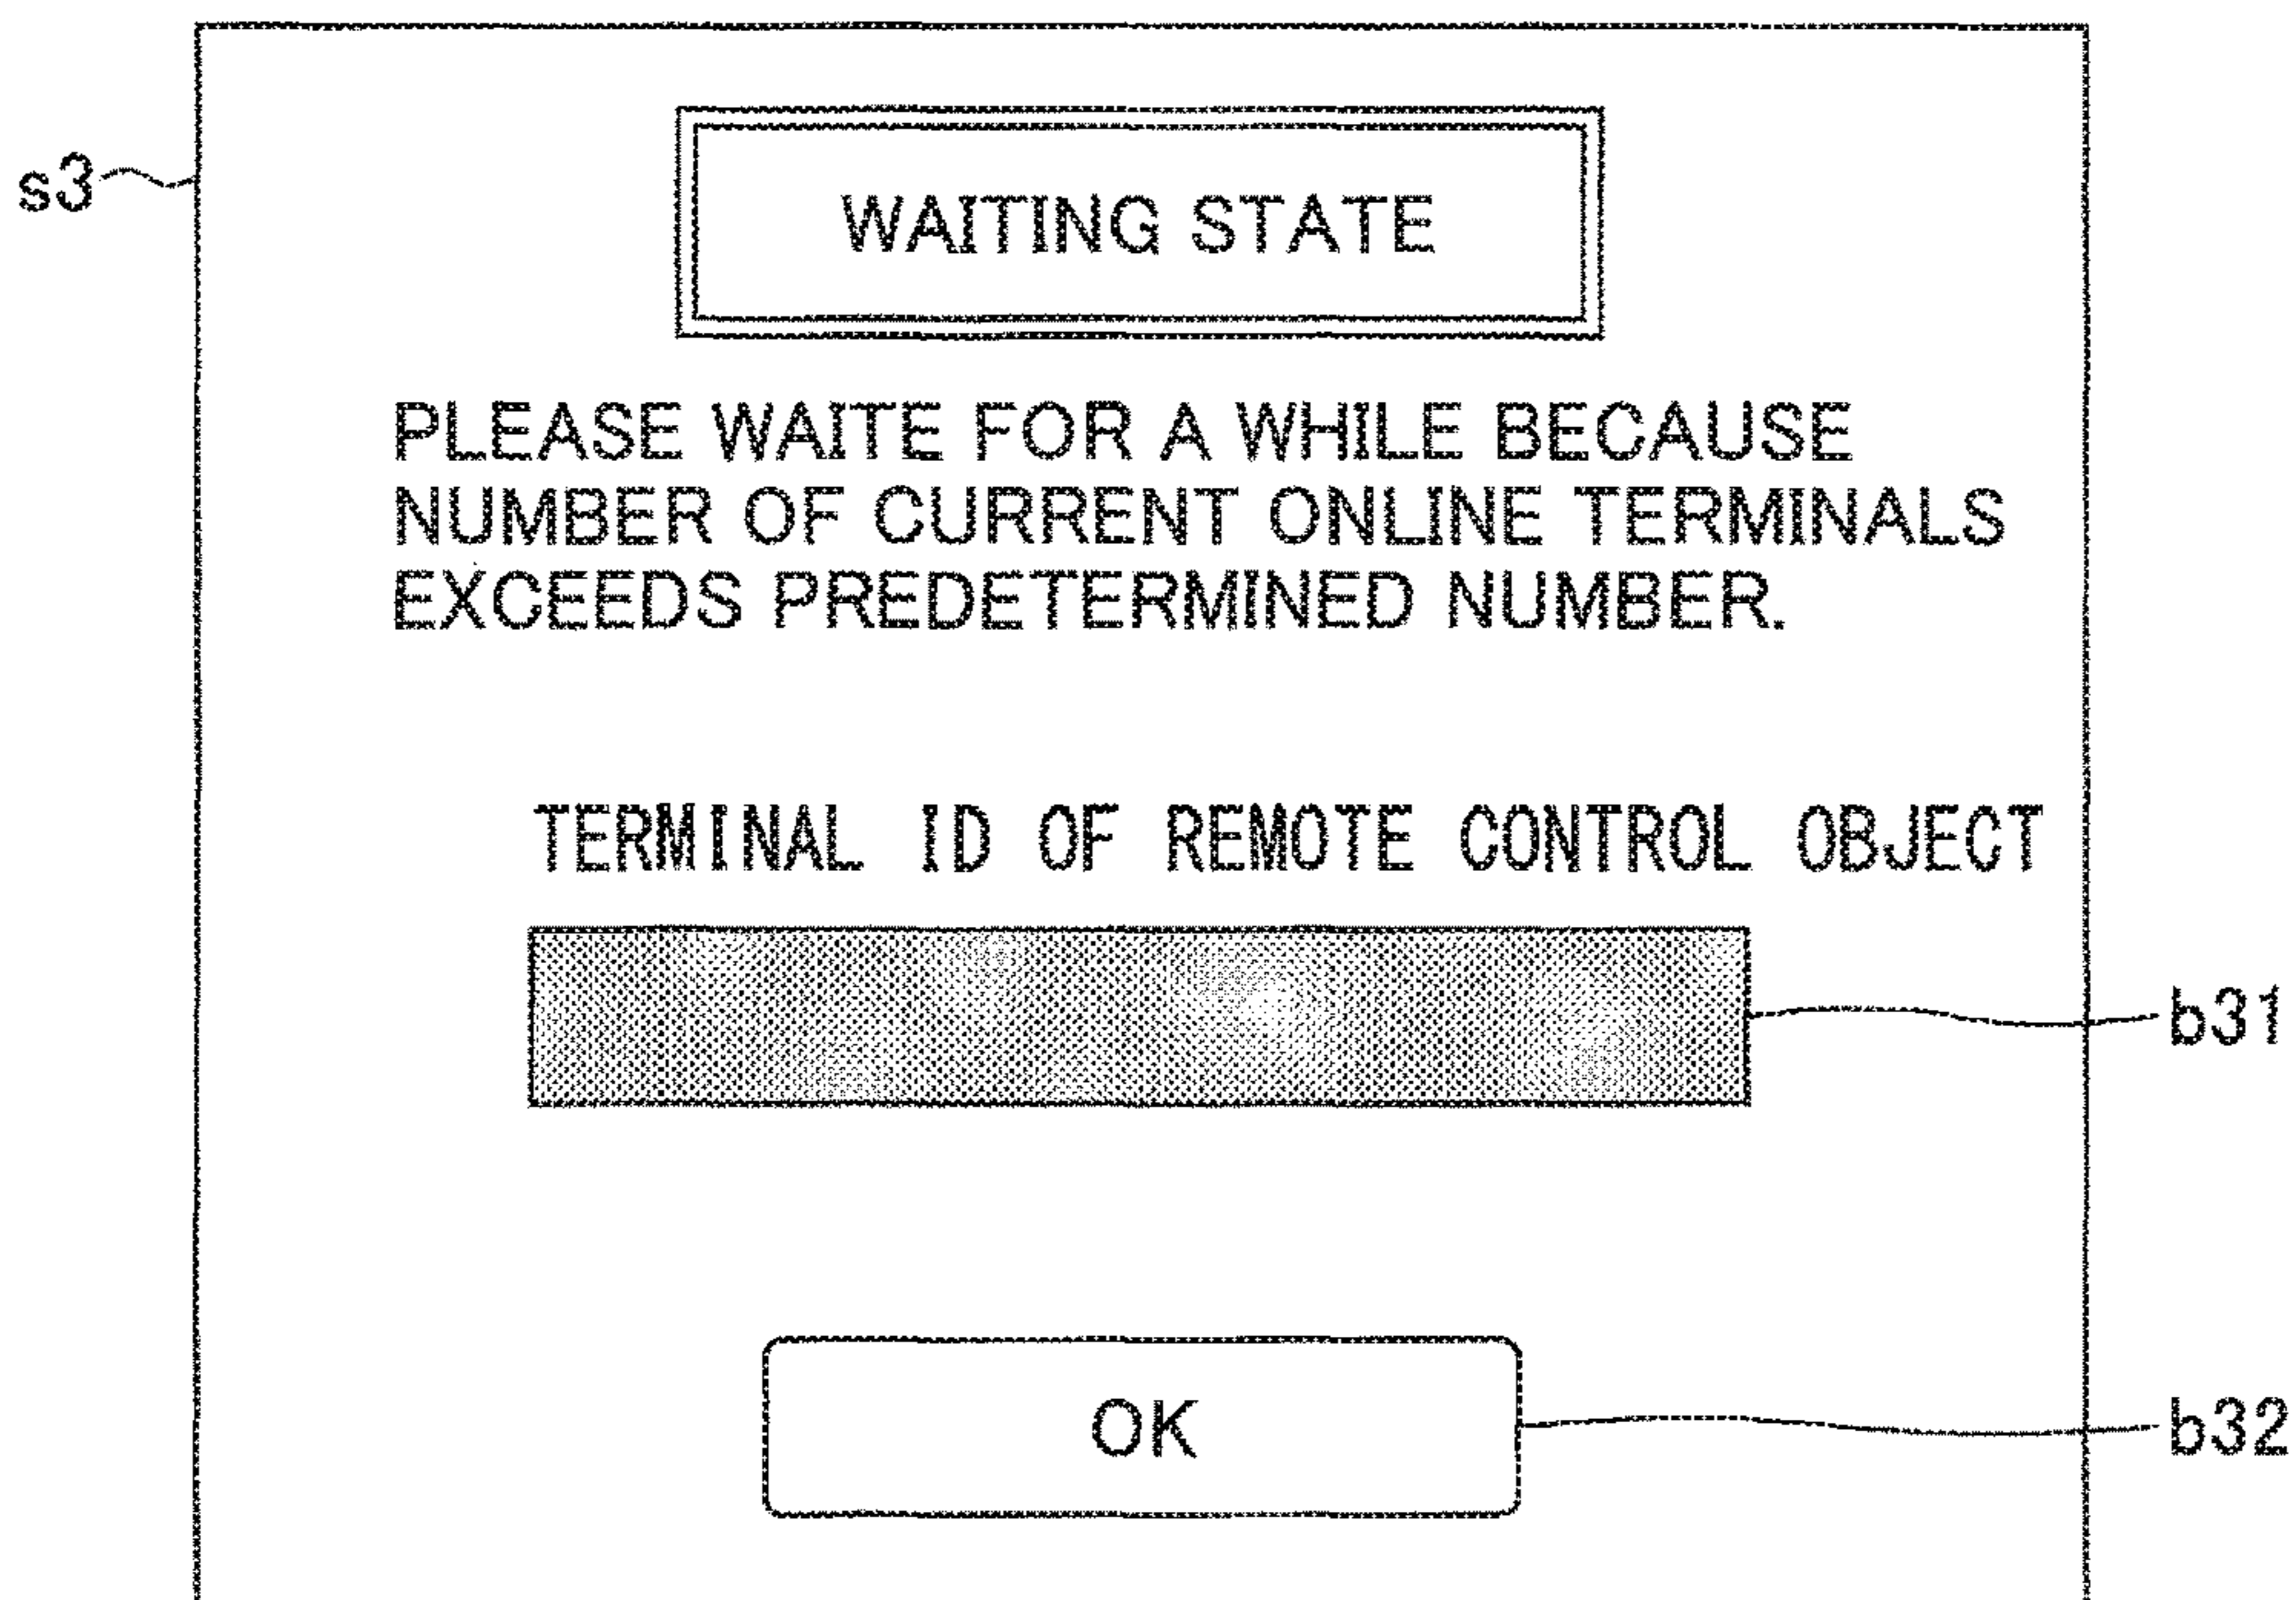 s3
WAITING STATE
PLEASE WAITE FOR A WHILE BECAUSE
NUMBER OF CURRENT ONLINE TERMINALS
EXCEEDS PREDETERMINED NUMBER.
TERMINAL ID OF REMOTE CONTROL OBJECT
b31
OK
b32